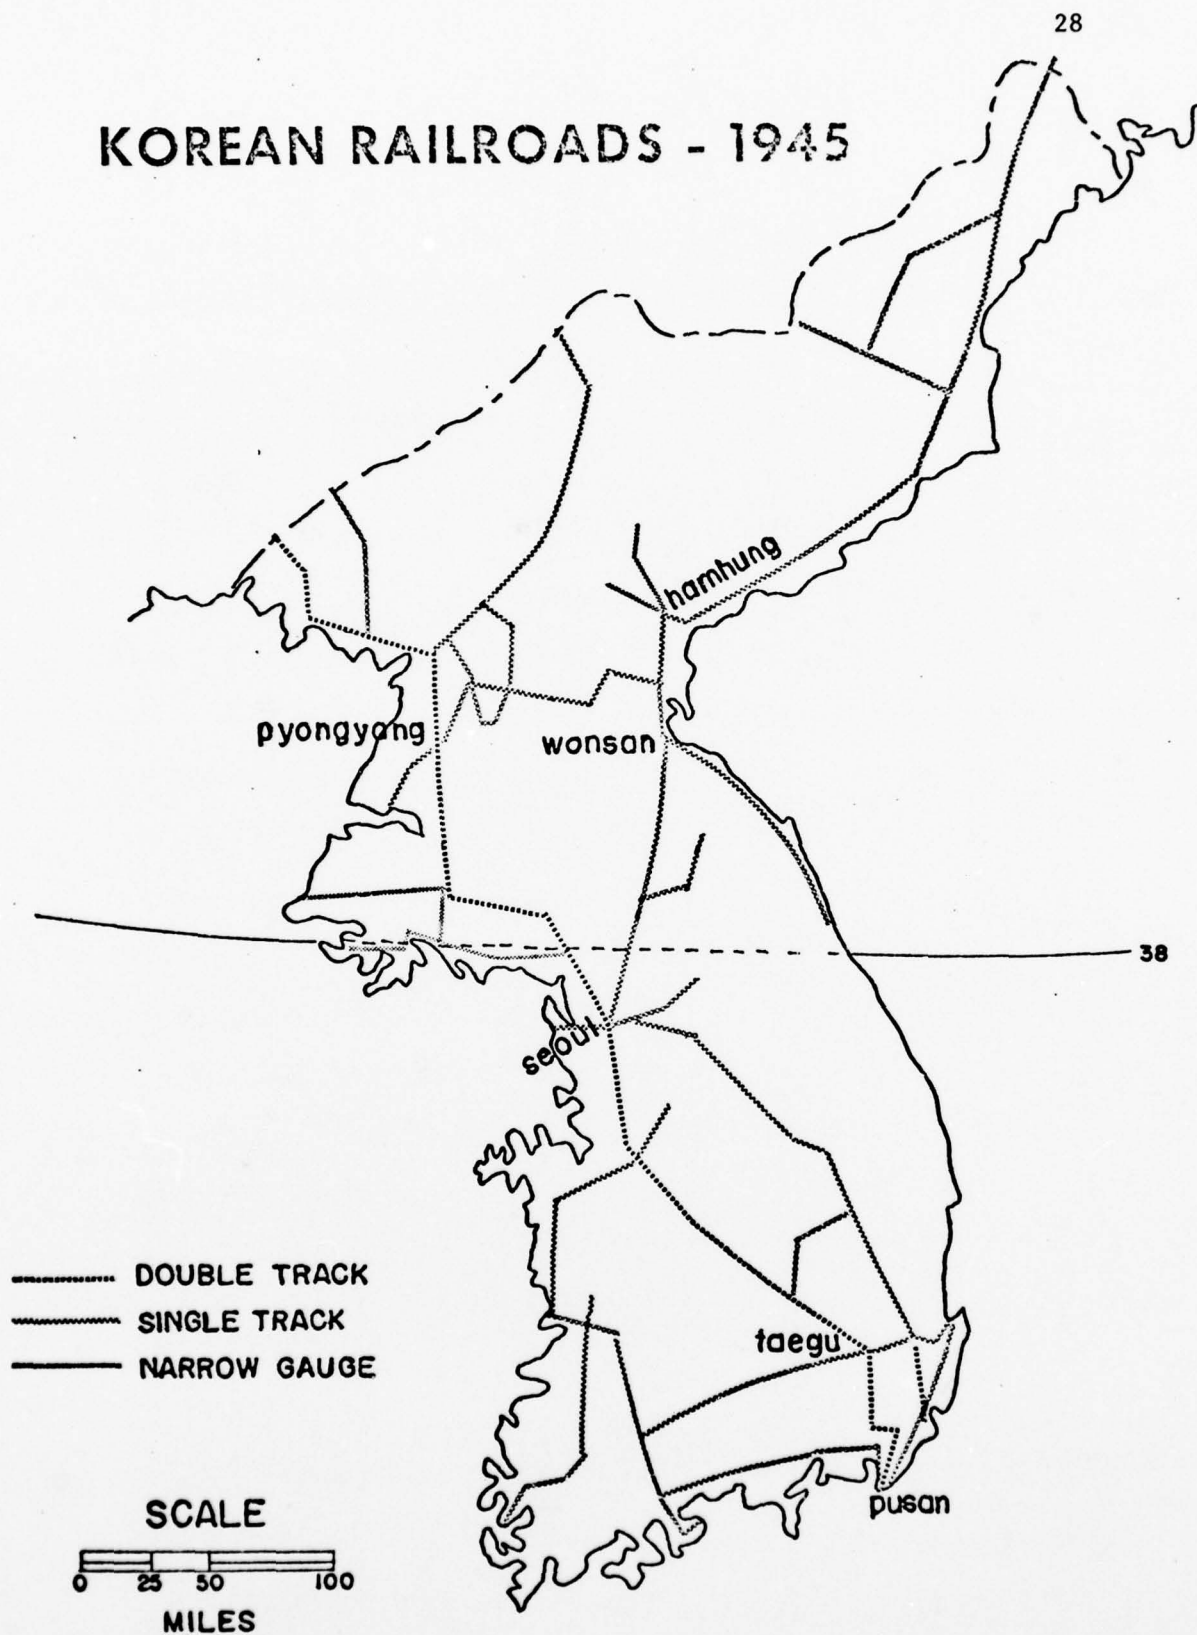 28
KOREAN RAILROADS - 1945
hamhung
pyongyang
wonsan
38
seoul
DOUBLE TRACK
SINGLE TRACK
NARROW GAUGE
taegu
pusan
SCALE
0 25 50 100
MILES